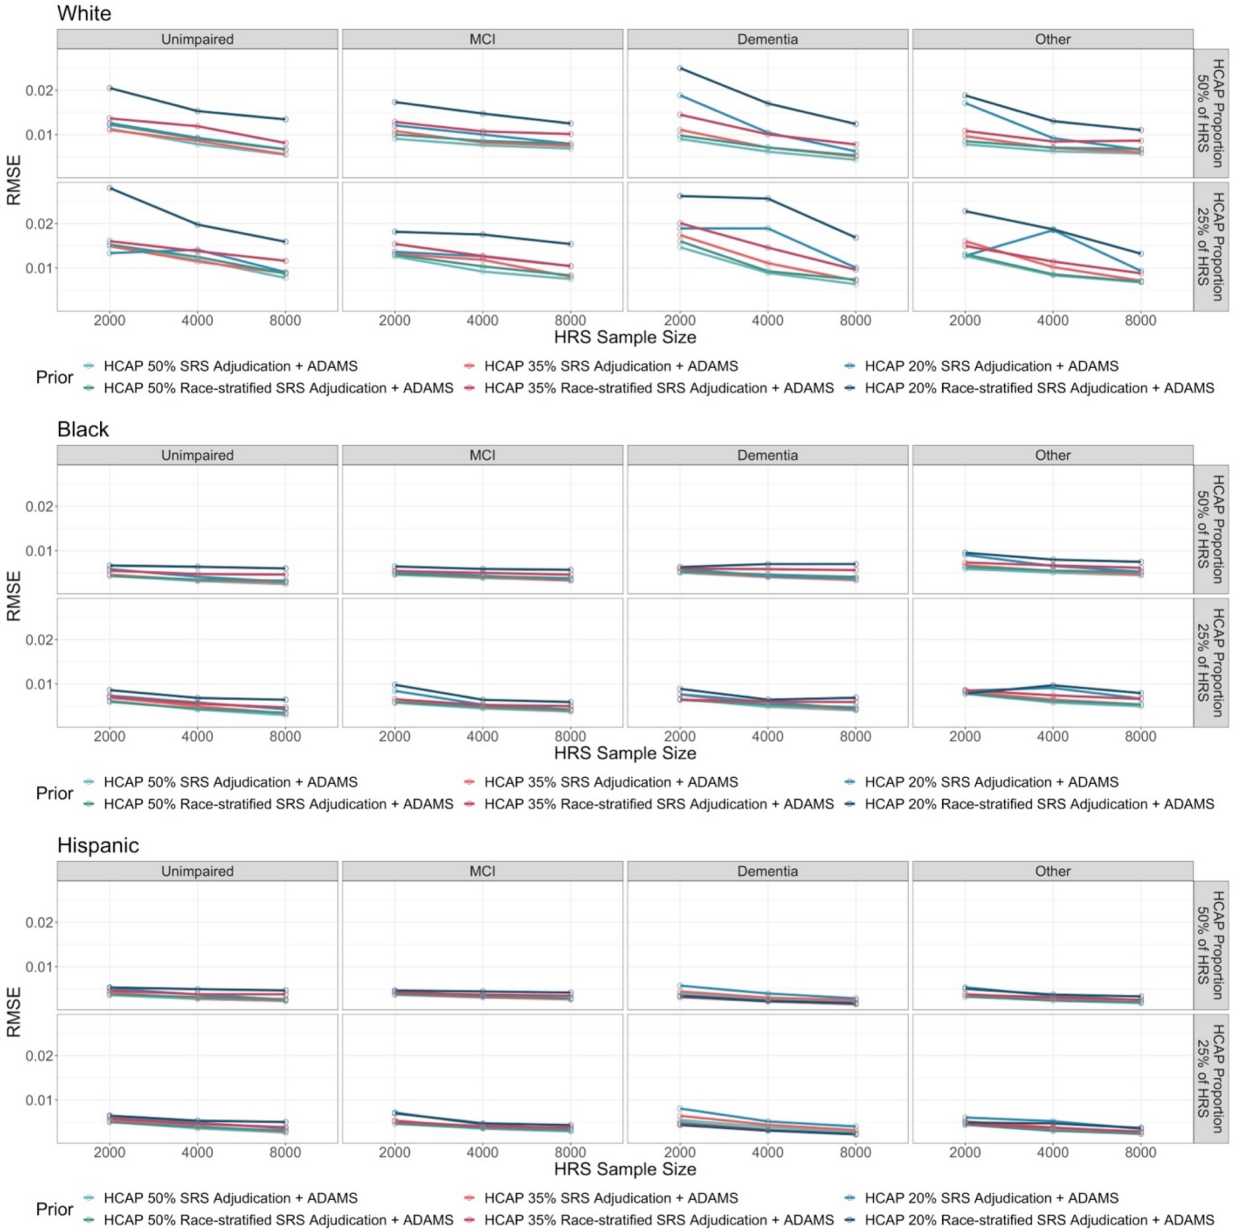 White
Unimpaired MCI Dementia Other
0.02
0.01
HCAP Proportion
50% of HRS
RMSE
0.02
0.01
HCAP Proportion
25% of HRS
2000 4000 8000 2000 4000 8000 2000 4000 8000 2000 4000 8000
HRS Sample Size
Prior
HCAP 50% SRS Adjudication + ADAMS HCAP 35% SRS Adjudication + ADAMS HCAP 20% SRS Adjudication + ADAMS
HCAP 50% Race-stratified SRS Adjudication + ADAMS HCAP 35% Race-stratified SRS Adjudication + ADAMS HCAP 20% Race-stratified SRS Adjudication + ADAMS
Black
Unimpaired MCI Dementia Other
0.02
0.01
HCAP Proportion
50% of HRS
RMSE
0.02
0.01
HCAP Proportion
25% of HRS
2000 4000 8000 2000 4000 8000 2000 4000 8000 2000 4000 8000
HRS Sample Size
Prior
HCAP 50% SRS Adjudication + ADAMS HCAP 35% SRS Adjudication + ADAMS HCAP 20% SRS Adjudication + ADAMS
HCAP 50% Race-stratified SRS Adjudication + ADAMS HCAP 35% Race-stratified SRS Adjudication + ADAMS HCAP 20% Race-stratified SRS Adjudication + ADAMS
Hispanic
Unimpaired MCI Dementia Other
0.02
0.01
HCAP Proportion
50% of HRS
RMSE
0.02
0.01
HCAP Proportion
25% of HRS
2000 4000 8000 2000 4000 8000 2000 4000 8000 2000 4000 8000
HRS Sample Size
Prior
HCAP 50% SRS Adjudication + ADAMS HCAP 35% SRS Adjudication + ADAMS HCAP 20% SRS Adjudication + ADAMS
HCAP 50% Race-stratified SRS Adjudication + ADAMS HCAP 35% Race-stratified SRS Adjudication + ADAMS HCAP 20% Race-stratified SRS Adjudication + ADAMS